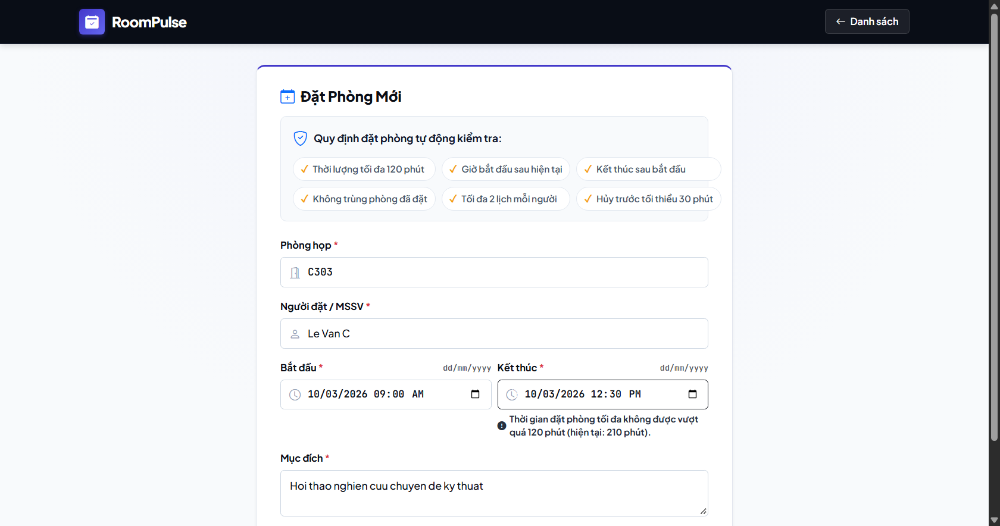 RoomPulse
← Danh sách
Đặt Phòng Mới
Quy định đặt phòng tự động kiểm tra:
✓ Thời lượng tối đa 120 phút
✓ Giờ bắt đầu sau hiện tại
✓ Kết thúc sau bắt đầu
✓ Không trùng phòng đã đặt
✓ Tối đa 2 lịch mỗi người
✓ Hủy trước tối thiểu 30 phút
Phòng họp *
C303
Người đặt / MSSV *
Le Van C
Bắt đầu * dd/mm/yyyy
10/03/2026 09:00 AM
Kết thúc * dd/mm/yyyy
10/03/2026 12:30 PM
Thời gian đặt phòng tối đa không được vượt
quá 120 phút (hiện tại: 210 phút).
Mục đích *
Hoi thao nghien cuu chuyen de ky thuat